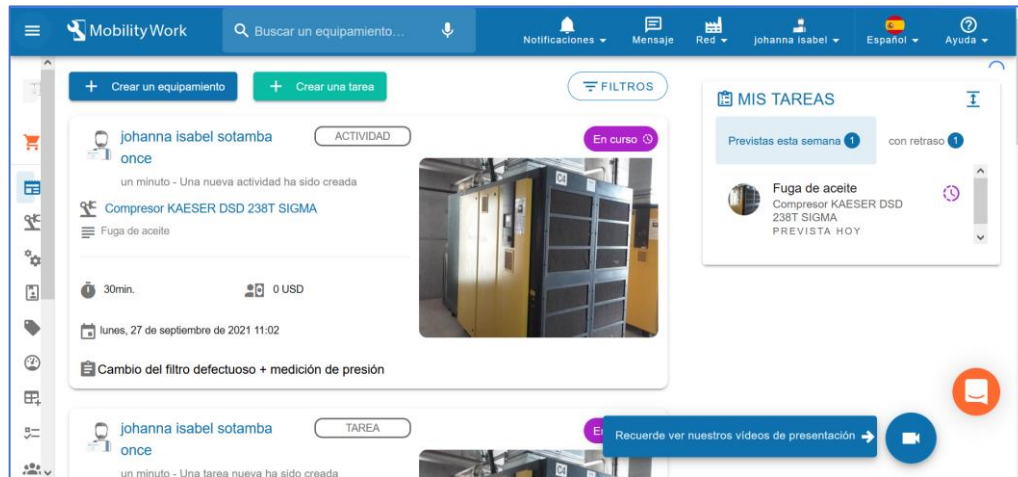 MobilityWork
Buscar un equipamiento...
Notificaciones
Mensaje
Red
johanna isabel
Español
Ayuda
+ Crear un equipamiento
+ Crear una tarea
FILTROS
johanna isabel sotamba
once
ACTIVIDAD
En curso
un minuto - Una nueva actividad ha sido creada
Compresor KAESER DSD 238T SIGMA
Fuga de aceite
30min.
0 USD
lunes, 27 de septiembre de 2021 11:02
Cambio del filtro defectuoso + medición de presión
C4
MIS TAREAS
Previstas esta semana 1
con retraso 1
Fuga de aceite
Compresor KAESER DSD
238T SIGMA
PREVISTA HOY
johanna isabel sotamba
once
TAREA
un minuto - Una tarea nueva ha sido creada
C4
Recuerde ver nuestros vídeos de presentación